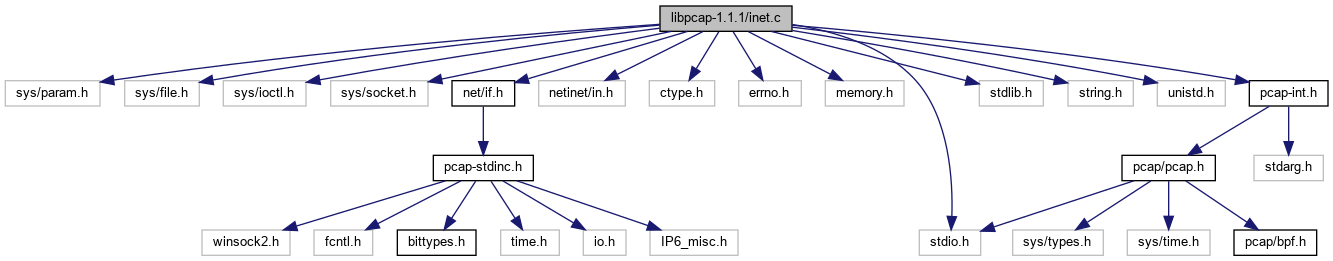 libpcap-1.1.1/inet.c
sys/param.h
sys/file.h
sys/ioctl.h
sys/socket.h
net/if.h
netinet/in.h
ctype.h
errno.h
memory.h
stdlib.h
string.h
unistd.h
pcap-int.h
pcap-stdinc.h
pcap/pcap.h
stdarg.h
winsock2.h
fcntl.h
bittypes.h
time.h
io.h
IP6_misc.h
stdio.h
sys/types.h
sys/time.h
pcap/bpf.h